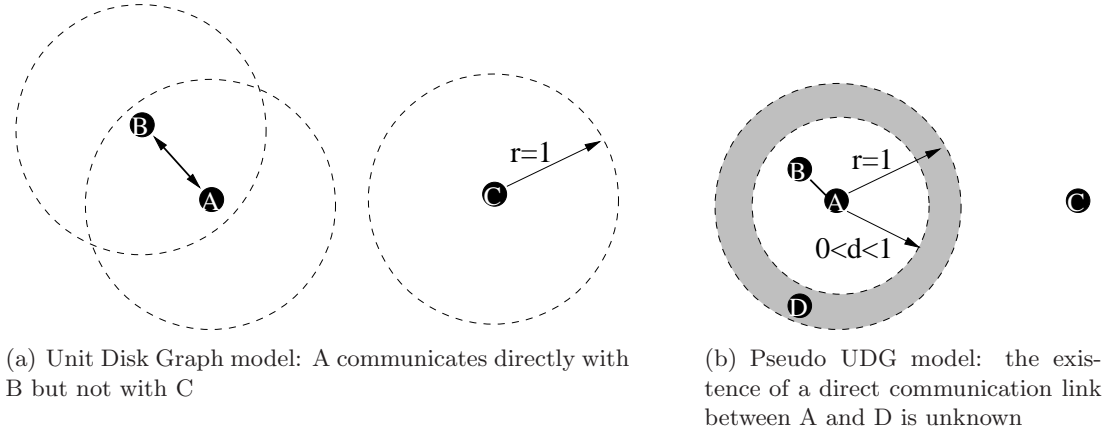 B
A
r=1
C
B
A
r=1
0<d<1
D
C
(a) Unit Disk Graph model: A communicates directly with
B but not with C
(b) Pseudo UDG model: the exis-
tence of a direct communication link
between A and D is unknown